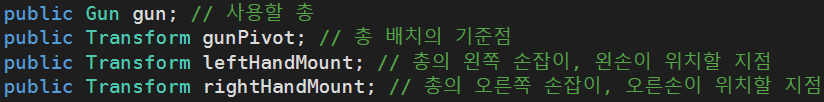 public Gun gun; // 사용할 총
public Transform gunPivot; // 총 배치의 기준점
public Transform leftHandMount; // 총의 왼쪽 손잡이, 왼손이 위치할 지점
public Transform rightHandMount; // 총의 오른쪽 손잡이, 오른손이 위치할 지점